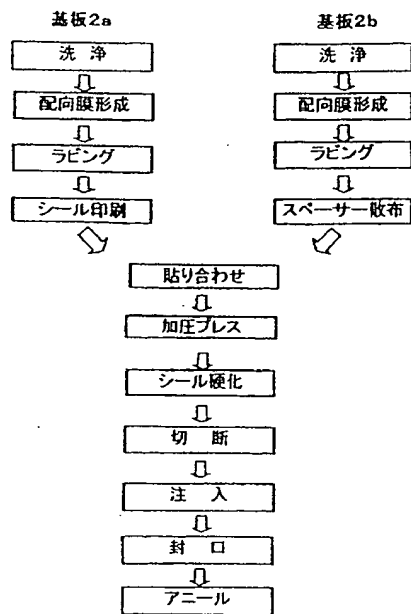 基板2a
洗 浄
配向膜形成
ラビング
シール印刷
基板2b
洗 浄
配向膜形成
ラビング
スペーサー散布
貼り合わせ
加圧プレス
シール硬化
切 断
注 入
封 口
アニール